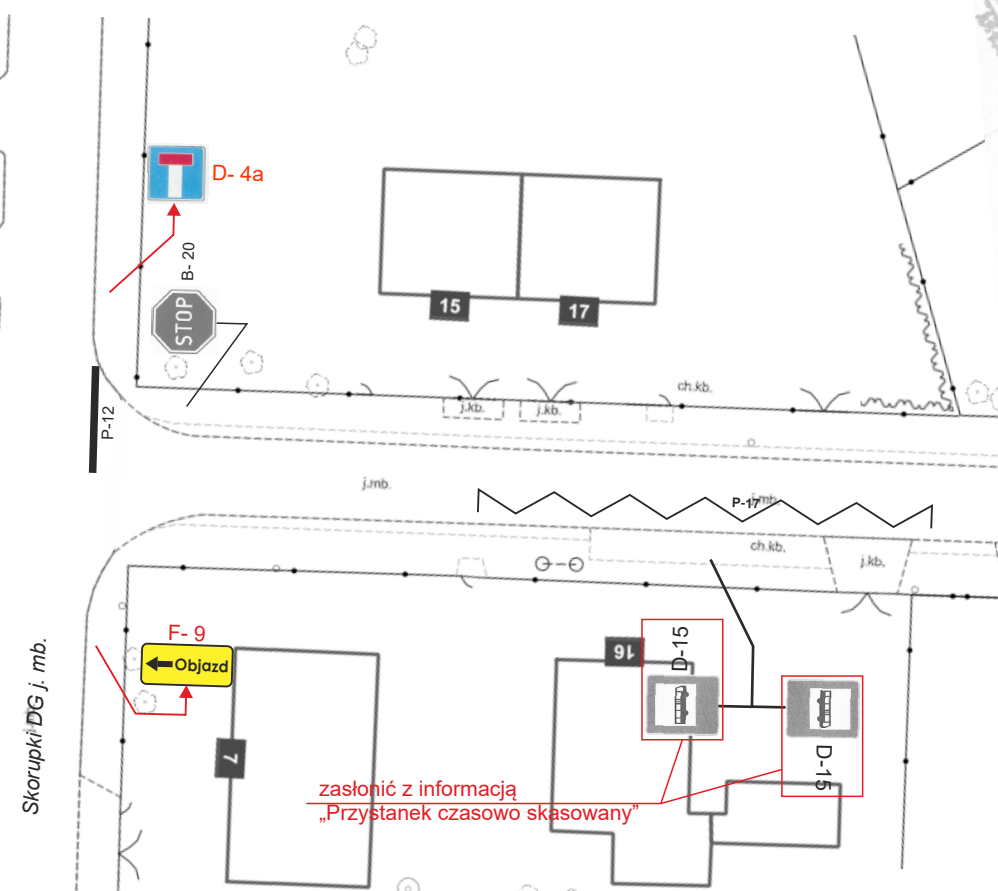 D- 4a
B- 20
STOP
15
17
ch.kb.
j.kb.
j.kb.
P-12
j.mb.
P-17
j.mb.
ch.kb.
j.kb.
F- 9
Objazd
Skorupki DG j. mb.
7
16
D-15
D-15
zasłonić z informacją
„Przystanek czasowo skasowany”